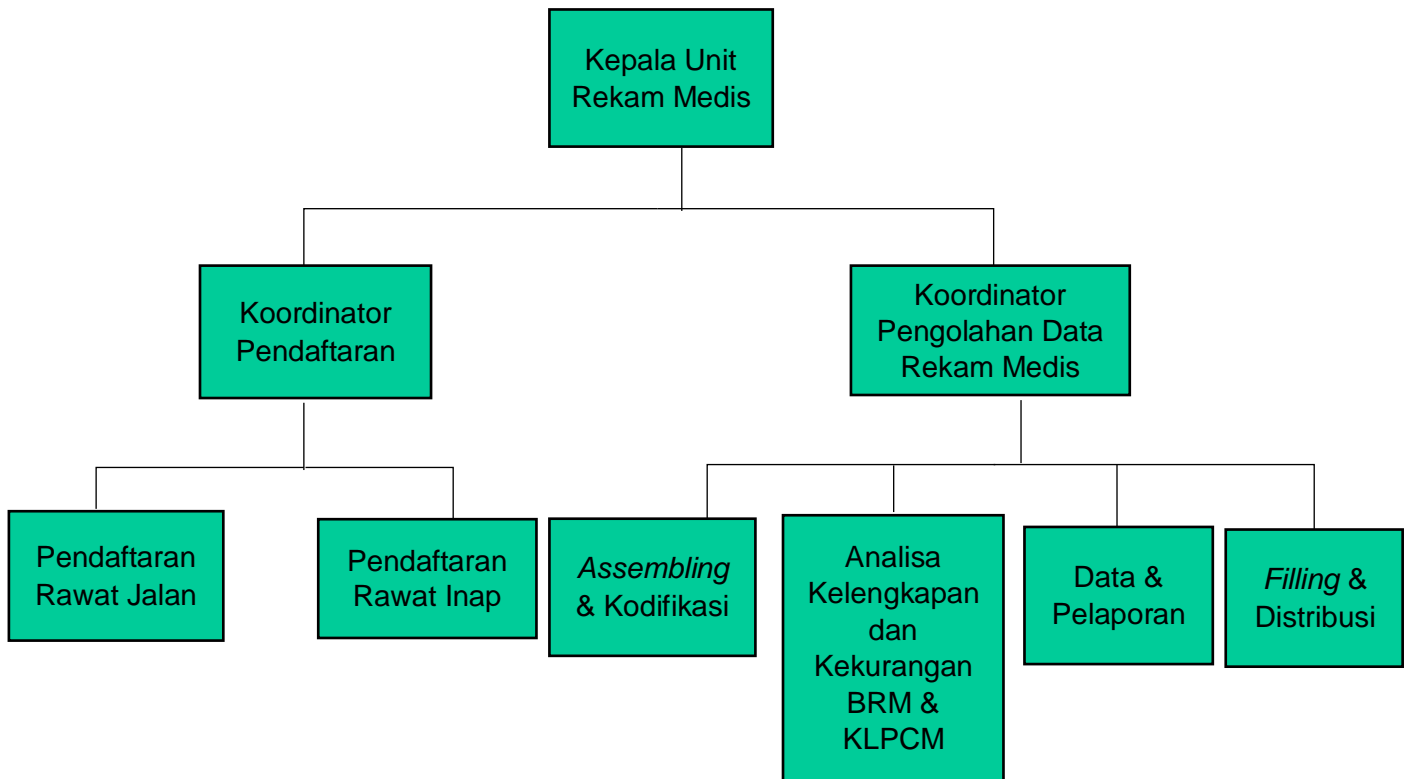 Kepala Unit
Rekam Medis
Koordinator
Pendaftaran
Koordinator
Pengolahan Data
Rekam Medis
Pendaftaran
Rawat Jalan
Pendaftaran
Rawat Inap
Assembling
& Kodifikasi
Analisa
Kelengkapan
dan
Kekurangan
BRM &
KLPCM
Data &
Pelaporan
Filling &
Distribusi